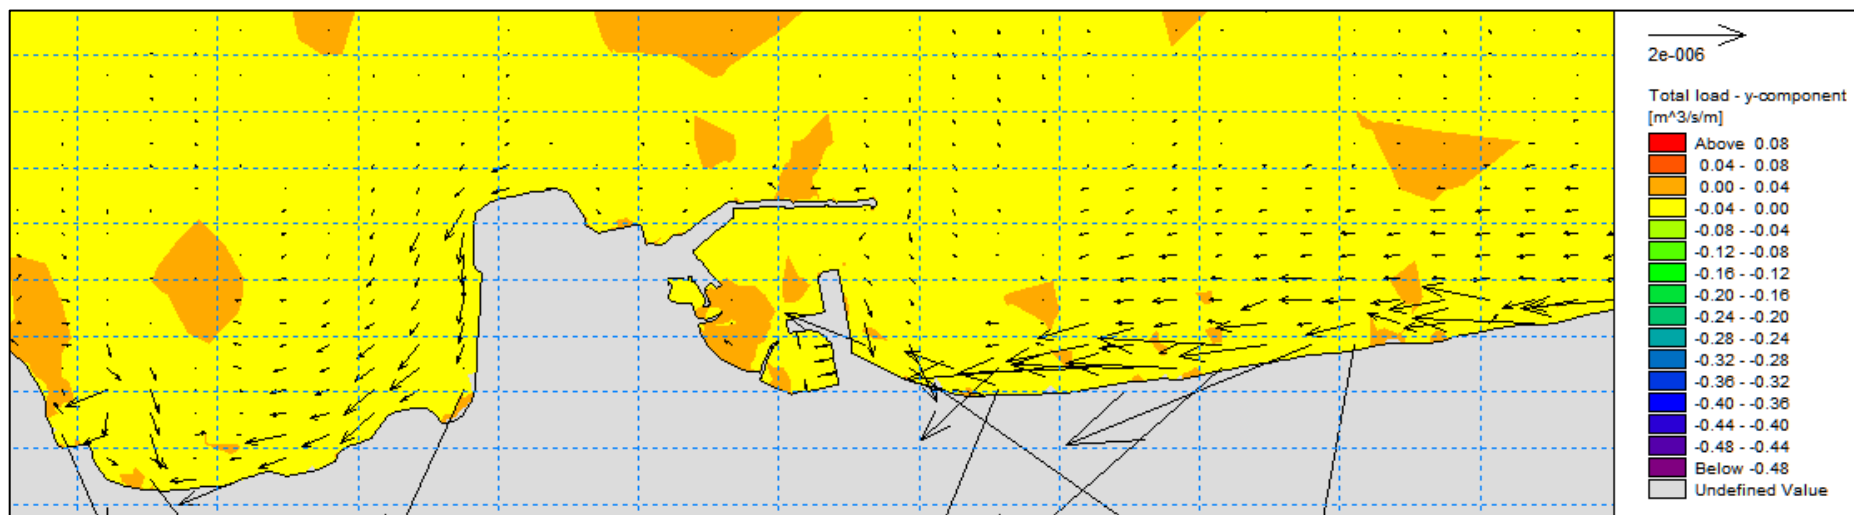 2e-006
Total load - y-component
[m^3/s/m]
Above 0.08
0.04 - 0.08
0.00 - 0.04
-0.04 - 0.00
-0.08 - -0.04
-0.12 - -0.08
-0.16 - -0.12
-0.20 - -0.16
-0.24 - -0.20
-0.28 - -0.24
-0.32 - -0.28
-0.36 - -0.32
-0.40 - -0.36
-0.44 - -0.40
-0.48 - -0.44
Below -0.48
Undefined Value